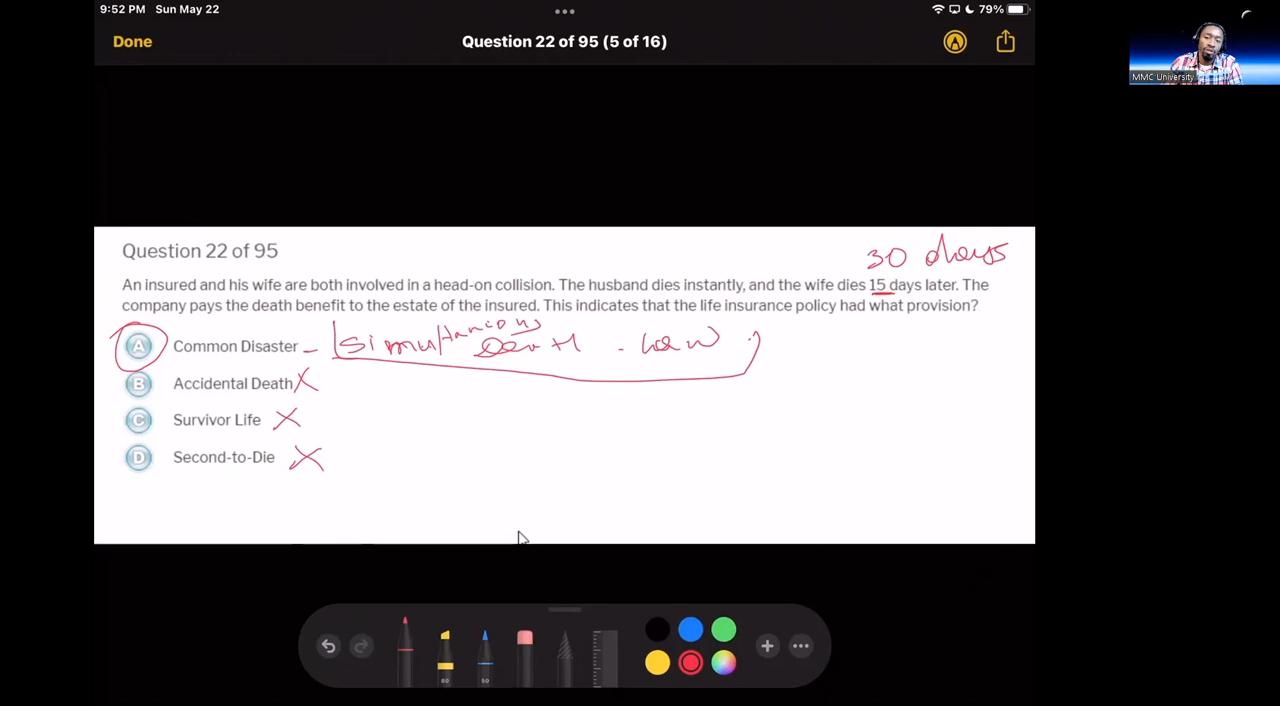 9:52 PM Sun May 22
79%
Done
Question 22 of 95 (5 of 16)
MMC University
Question 22 of 95
30 days
An insured and his wife are both involved in a head-on collision. The husband dies instantly, and the wife dies 15 days later. The
company pays the death benefit to the estate of the insured. This indicates that the life insurance policy had what provision?
A Common Disaster - Simultanious Death - Law
B Accidental Death X
C Survivor Life X
D Second-to-Die X
80
50